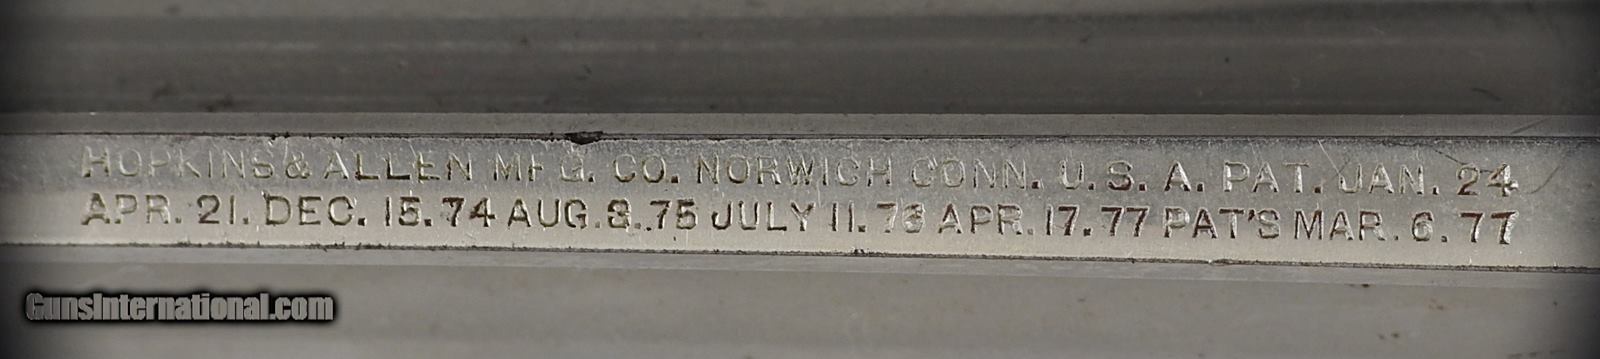 HOPKINS & ALLEN MFG. CO. NORWICH CONN. U.S.A. PAT. JAN. 24
APR. 21. DEC. 15. 74 AUG. 3. 75 JULY 11. 76 APR. 17. 77 PAT'S MAR. 6. 77
GunsInternational.com